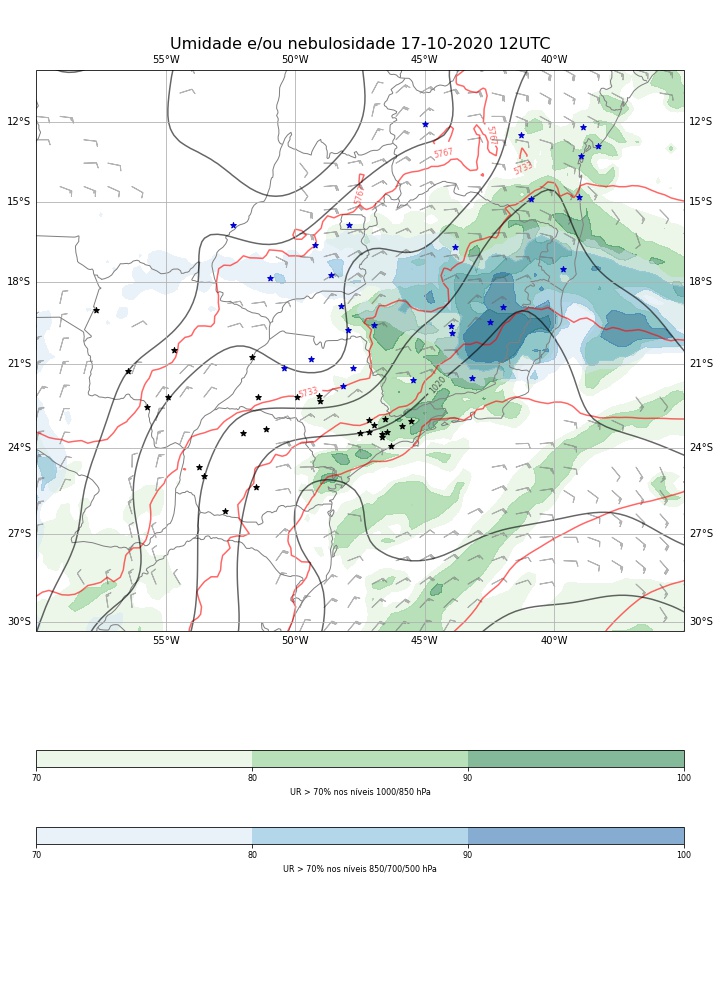 Umidade e/ou nebulosidade 17-10-2020 12UTC
55°W 50°W 45°W 40°W
12°S 12°S
5761
5767
5733
5767
15°S 15°S
18°S 18°S
21°S 21°S
1020
5733
24°S 24°S
27°S 27°S
30°S 30°S
55°W 50°W 45°W 40°W
70 80 90 100
UR > 70% nos níveis 1000/850 hPa
70 80 90 100
UR > 70% nos níveis 850/700/500 hPa